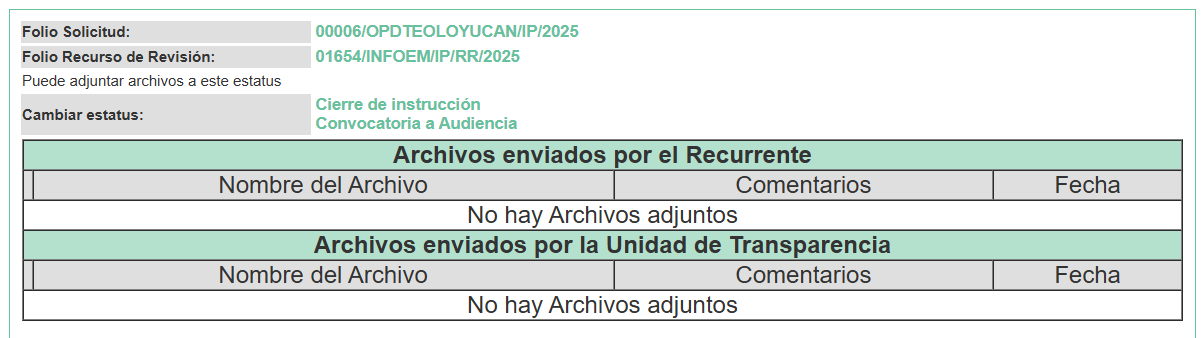 Folio Solicitud: 00006/OPDTEOLOYUCAN/IP/2025
Folio Recurso de Revisión: 01654/INFOEM/IP/RR/2025
Puede adjuntar archivos a este estatus
Cambiar estatus: Cierre de instrucción
Convocatoria a Audiencia
Archivos enviados por el Recurrente
Nombre del Archivo Comentarios Fecha
No hay Archivos adjuntos
Archivos enviados por la Unidad de Transparencia
Nombre del Archivo Comentarios Fecha
No hay Archivos adjuntos